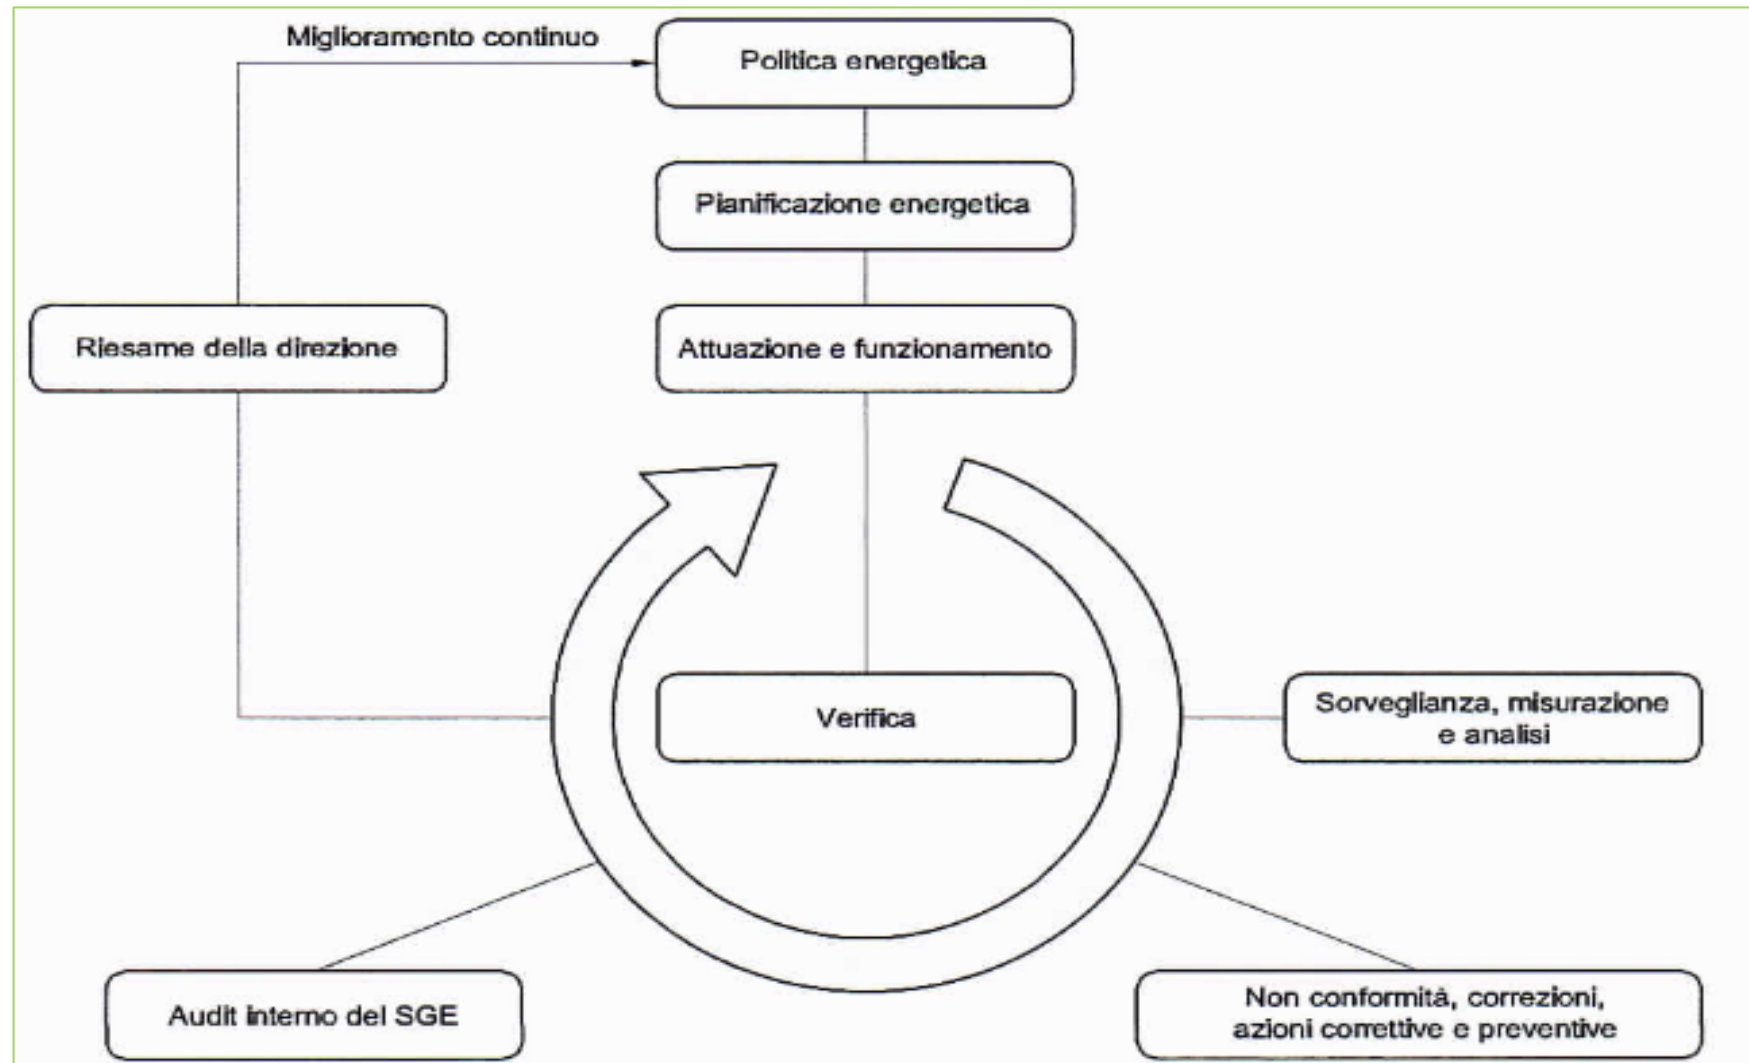 Miglioramento continuo
Politica energetica
Pianificazione energetica
Riesame della direzione
Attuazione e funzionamento
Verifica
Sorveglianza, misurazione
e analisi
Audit interno del SGE
Non conformità, correzioni,
azioni correttive e preventive